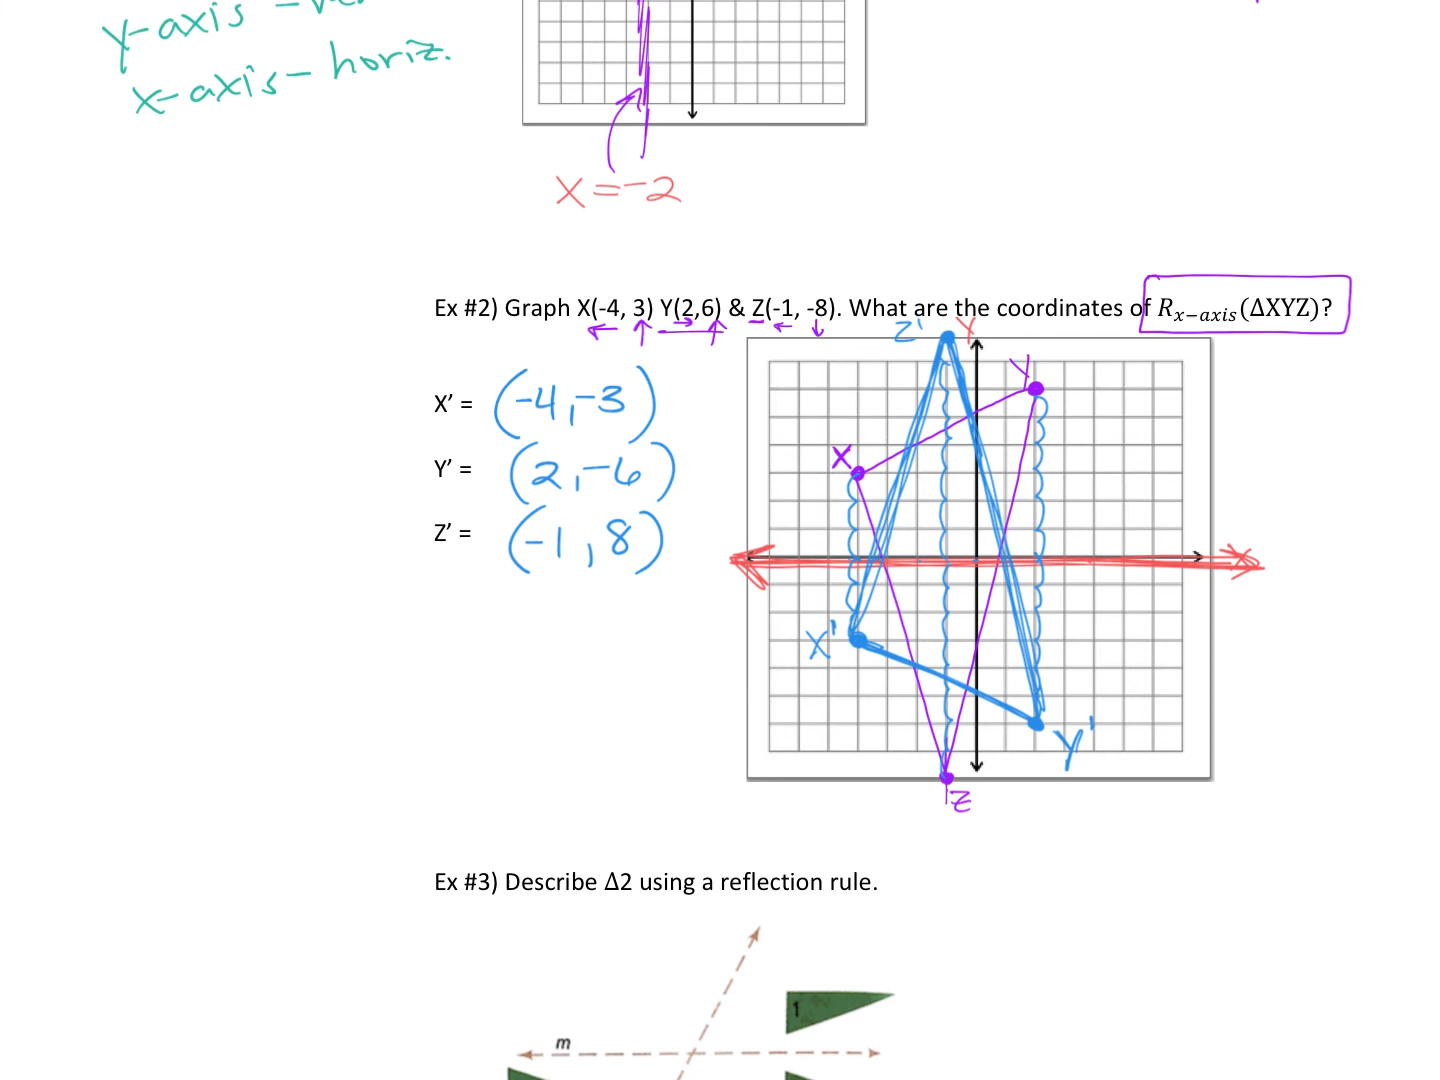 y-axis -
x-axis - horiz.
x = -2
Ex #2) Graph X(-4, 3) Y(2,6) & Z(-1, -8). What are the coordinates of R_{x-axis}(ΔXYZ)?
Z' Y
Y
X' = (-4, -3)
X
Y' = (2, -6)
Z' = (-1, 8)
X
X'
Y'
Z
Ex #3) Describe Δ2 using a reflection rule.
1
m